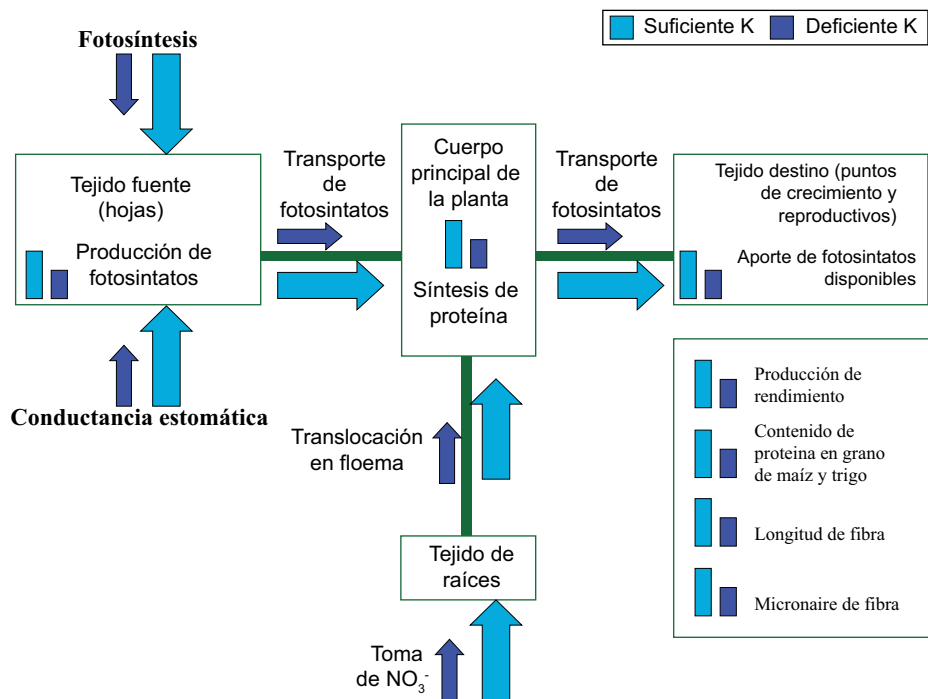 Fotosíntesis
Suficiente K
Deficiente K
Tejido fuente
(hojas)
Producción de
fotosintatos
Transporte
de
fotosintatos
Cuerpo
principal de
la planta
Síntesis de
proteína
Transporte
de
fotosintatos
Tejido destino (puntos
de crecimiento y
reproductivos)
Aporte de fotosintatos
disponibles
Conductancia estomática
Translocación
en floema
Tejido de
raíces
Toma
de NO₃⁻
Producción de
rendimiento
Contenido de
proteina en grano
de maíz y trigo
Longitud de fibra
Micronaire de fibra